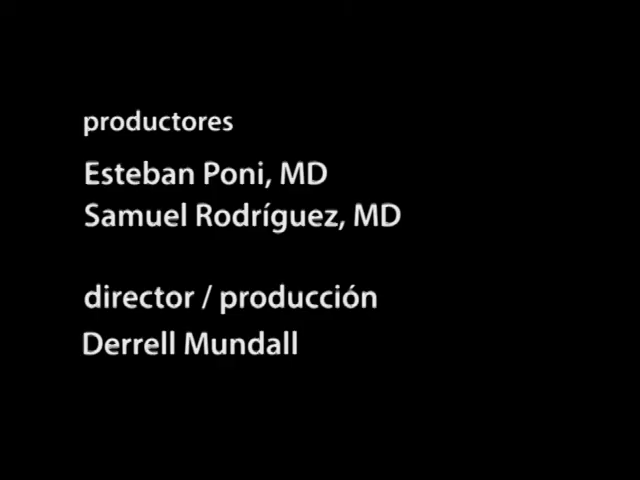 productores
Esteban Poni, MD
Samuel Rodríguez, MD
director / producción
Derrell Mundall